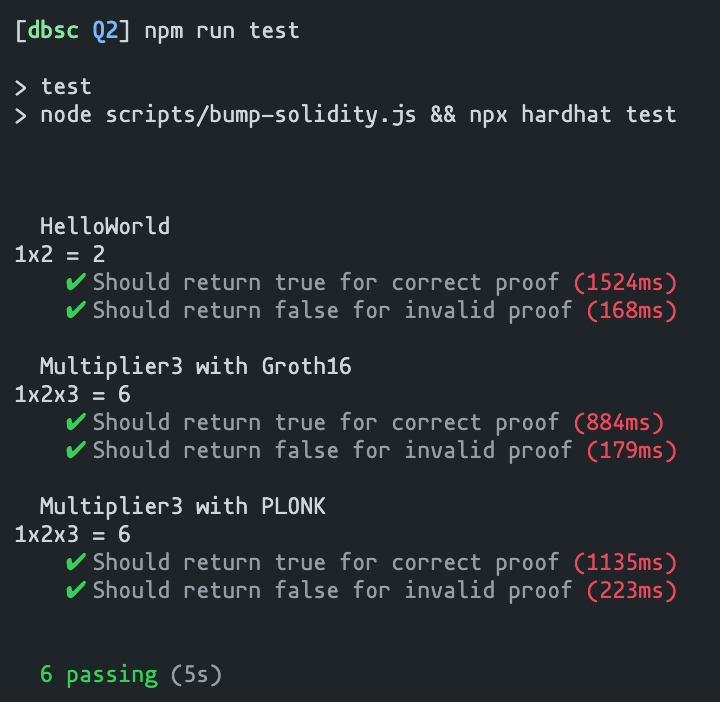 [dbsc Q2] npm run test
> test
> node scripts/bump-solidity.js && npx hardhat test
HelloWorld
1x2 = 2
✔ Should return true for correct proof (1524ms)
✔ Should return false for invalid proof (168ms)
Multiplier3 with Groth16
1x2x3 = 6
✔ Should return true for correct proof (884ms)
✔ Should return false for invalid proof (179ms)
Multiplier3 with PLONK
1x2x3 = 6
✔ Should return true for correct proof (1135ms)
✔ Should return false for invalid proof (223ms)
6 passing (5s)